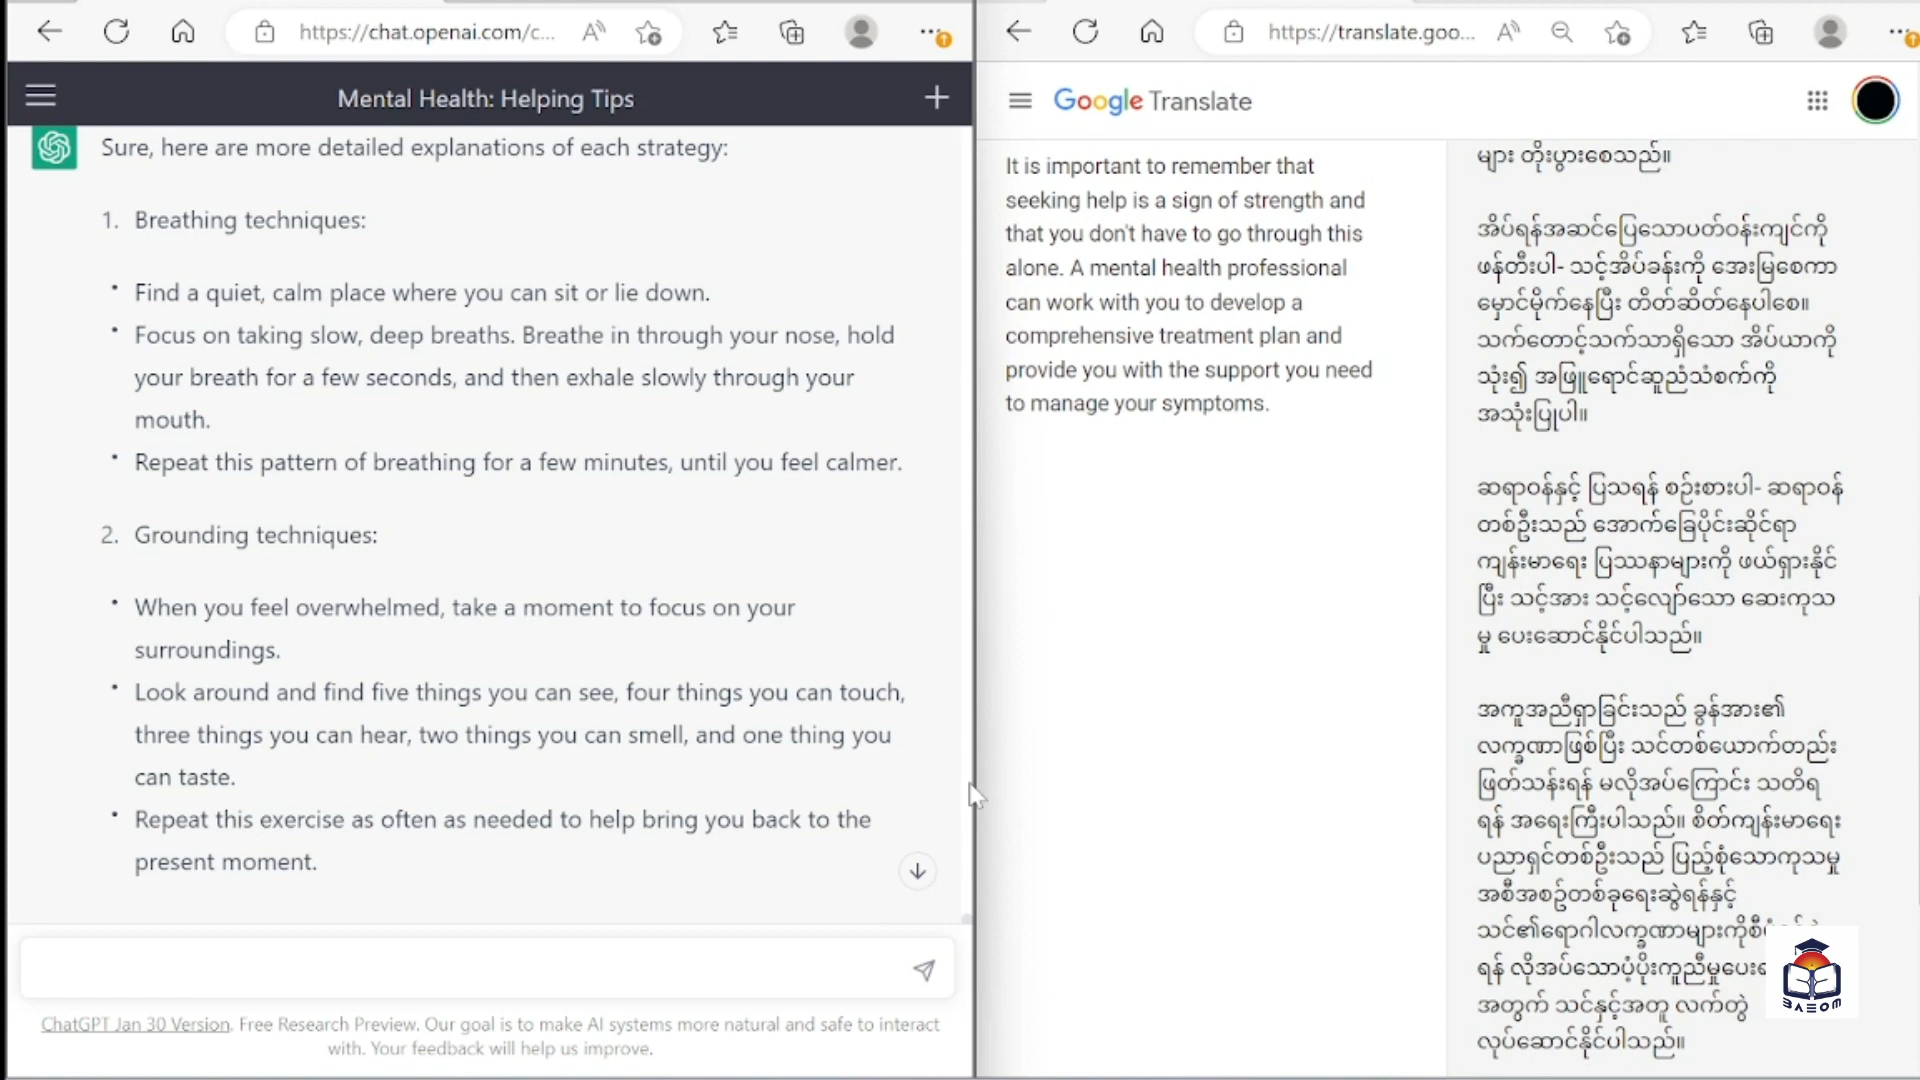 https://chat.openai.com/c...
Mental Health: Helping Tips
Sure, here are more detailed explanations of each strategy:
1. Breathing techniques:
• Find a quiet, calm place where you can sit or lie down.
• Focus on taking slow, deep breaths. Breathe in through your nose, hold
your breath for a few seconds, and then exhale slowly through your
mouth.
• Repeat this pattern of breathing for a few minutes, until you feel calmer.
2. Grounding techniques:
• When you feel overwhelmed, take a moment to focus on your
surroundings.
• Look around and find five things you can see, four things you can touch,
three things you can hear, two things you can smell, and one thing you
can taste.
• Repeat this exercise as often as needed to help bring you back to the
present moment.
ChatGPT Jan 30 Version. Free Research Preview. Our goal is to make AI systems more natural and safe to interact
with. Your feedback will help us improve.
https://translate.goo...
Google Translate
It is important to remember that
seeking help is a sign of strength and
that you don't have to go through this
alone. A mental health professional
can work with you to develop a
comprehensive treatment plan and
provide you with the support you need
to manage your symptoms.
များ တိုးပွားစေသည်။
အိပ်ရန်အဆင်ပြေသောပတ်ဝန်းကျင်ကို
ဖန်တီးပါ- သင့်အိပ်ခန်းကို အေးမြစေကာ
မှောင်မိုက်နေပြီး တိတ်ဆိတ်နေပါစေ။
သက်တောင့်သက်သာရှိသော အိပ်ယာကို
သုံး၍ အဖြူရောင်ဆူညံသံစက်ကို
အသုံးပြုပါ။
ဆရာဝန်နှင့် ပြသရန် စဉ်းစားပါ- ဆရာဝန်
တစ်ဦးသည် အောက်ခြေပိုင်းဆိုင်ရာ
ကျန်းမာရေး ပြဿနာများကို ဖယ်ရှားနိုင်
ပြီး သင့်အား သင့်လျော်သော ဆေးကုသ
မှု ပေးဆောင်နိုင်ပါသည်။
အကူအညီရှာခြင်းသည် ခွန်အား၏
လက္ခဏာဖြစ်ပြီး သင်တစ်ယောက်တည်း
ဖြတ်သန်းရန် မလိုအပ်ကြောင်း သတိရ
ရန် အရေးကြီးပါသည်။ စိတ်ကျန်းမာရေး
ပညာရှင်တစ်ဦးသည် ပြည့်စုံသောကုသမှု
အစီအစဉ်တစ်ခုရေးဆွဲရန်နှင့်
သင်၏ရောဂါလက္ခဏာများကို
ရန် လိုအပ်သောပံ့ပိုးကူညီမှုပေး
အတွက် သင်နှင့်အတူ လက်တွဲ
လုပ်ဆောင်နိုင်ပါသည်။